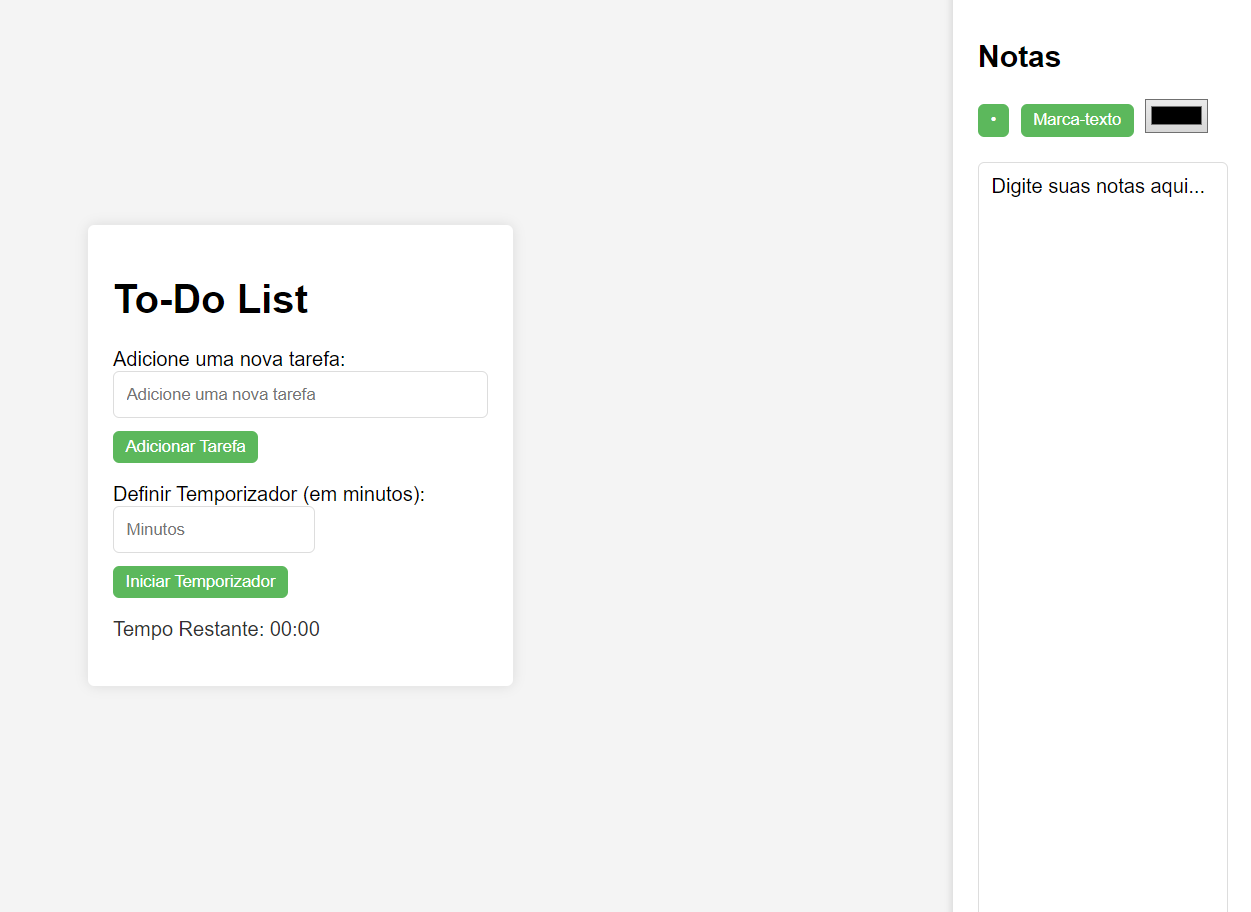 To-Do List
Adicione uma nova tarefa:
Adicione uma nova tarefa
Adicionar Tarefa
Definir Temporizador (em minutos):
Minutos
Iniciar Temporizador
Tempo Restante: 00:00
Notas
• Marca-texto
Digite suas notas aqui...